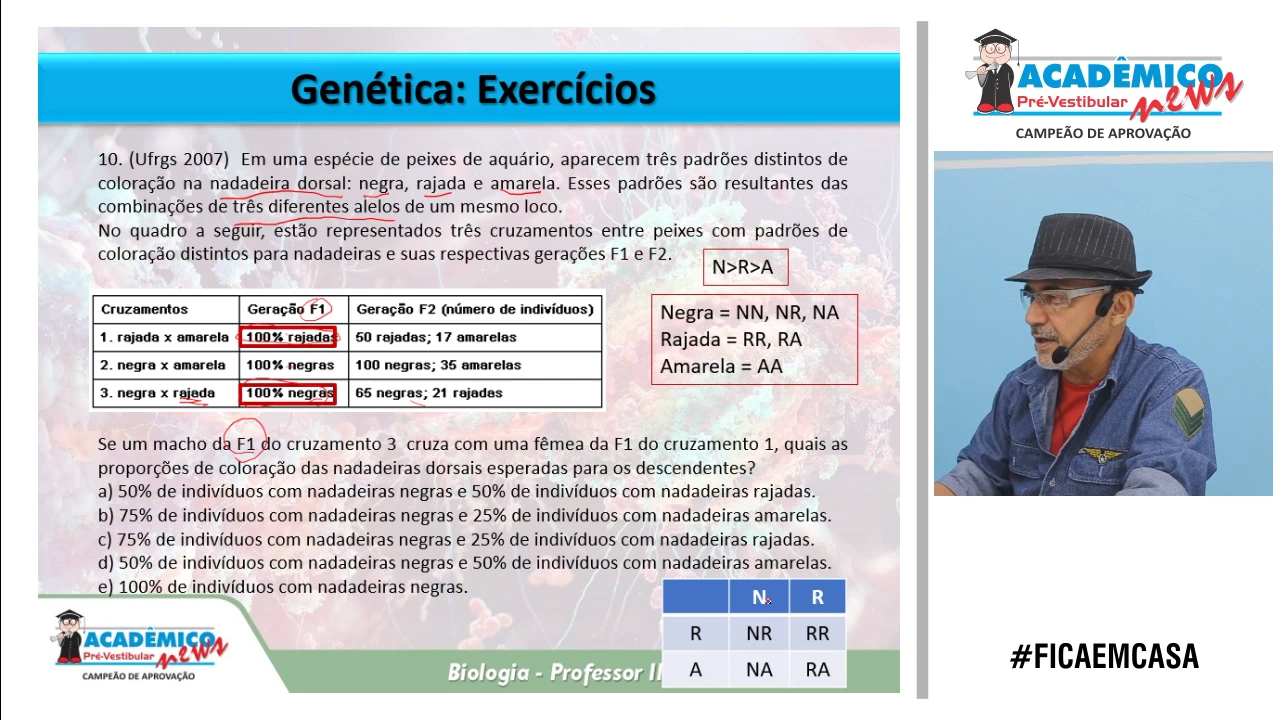 Genética: Exercícios
10. (Ufrgs 2007) Em uma espécie de peixes de aquário, aparecem três padrões distintos de
coloração na nadadeira dorsal: negra, rajada e amarela. Esses padrões são resultantes das
combinações de três diferentes alelos de um mesmo loco.
No quadro a seguir, estão representados três cruzamentos entre peixes com padrões de
coloração distintos para nadadeiras e suas respectivas gerações F1 e F2.
N>R>A
Negra = NN, NR, NA
Rajada = RR, RA
Amarela = AA
Cruzamentos Geração F1 Geração F2 (número de indivíduos)
1. rajada x amarela 100% rajadas 50 rajadas; 17 amarelas
2. negra x amarela 100% negras 100 negras; 35 amarelas
3. negra x rajada 100% negras 65 negras; 21 rajadas
Se um macho da F1 do cruzamento 3 cruza com uma fêmea da F1 do cruzamento 1, quais as
proporções de coloração das nadadeiras dorsais esperadas para os descendentes?
a) 50% de indivíduos com nadadeiras negras e 50% de indivíduos com nadadeiras rajadas.
b) 75% de indivíduos com nadadeiras negras e 25% de indivíduos com nadadeiras amarelas.
c) 75% de indivíduos com nadadeiras negras e 25% de indivíduos com nadadeiras rajadas.
d) 50% de indivíduos com nadadeiras negras e 50% de indivíduos com nadadeiras amarelas.
e) 100% de indivíduos com nadadeiras negras.
N R
R NR RR
A NA RA
ACADÊMICO
Pré-Vestibular news
CAMPEÃO DE APROVAÇÃO
Biologia - Professor
ACADÊMICO
Pré-Vestibular news
CAMPEÃO DE APROVAÇÃO
#FICAEMCASA